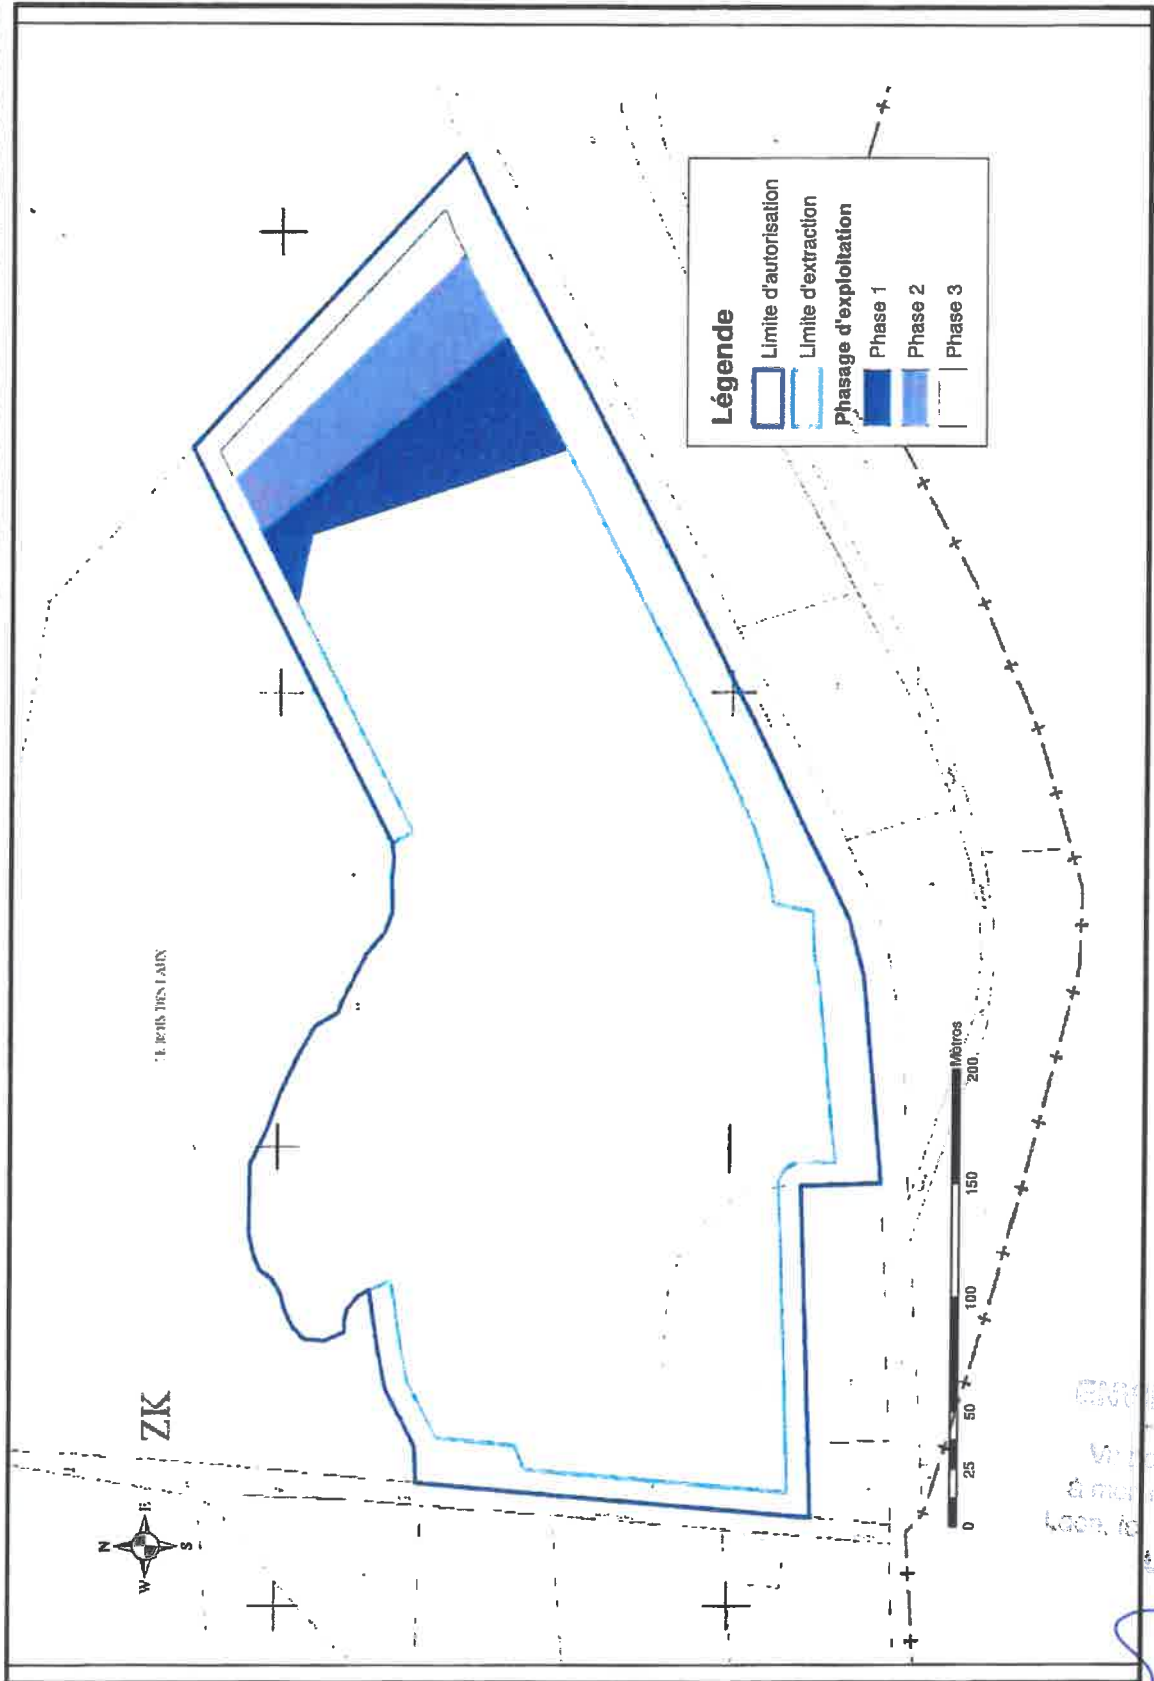 ZK
N
W
E
S
Légende
Limite d'autorisation
Limite d'extraction
Phasage d'exploitation
Phase 1
Phase 2
Phase 3
Mètres
0 25 50 100 150 200